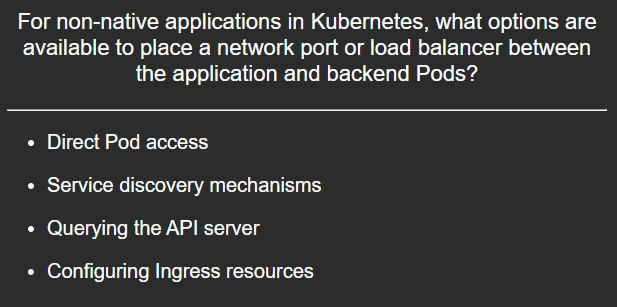 For non-native applications in Kubernetes, what options are
available to place a network port or load balancer between
the application and backend Pods?
• Direct Pod access
• Service discovery mechanisms
• Querying the API server
• Configuring Ingress resources